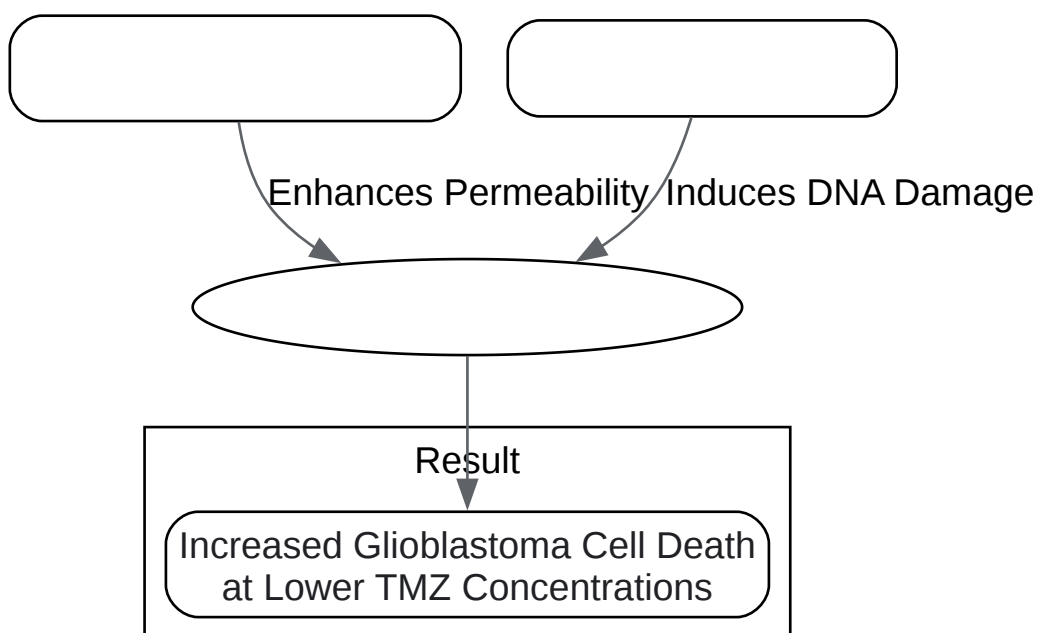 Enhances Permeability
Induces DNA Damage
Result
Increased Glioblastoma Cell Death
at Lower TMZ Concentrations